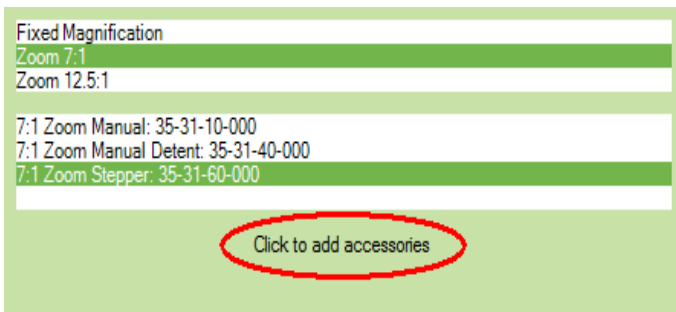 Fixed Magnification
Zoom 7:1
Zoom 12.5:1
7:1 Zoom Manual: 35-31-10-000
7:1 Zoom Manual Detent: 35-31-40-000
7:1 Zoom Stepper: 35-31-60-000
Click to add accessories